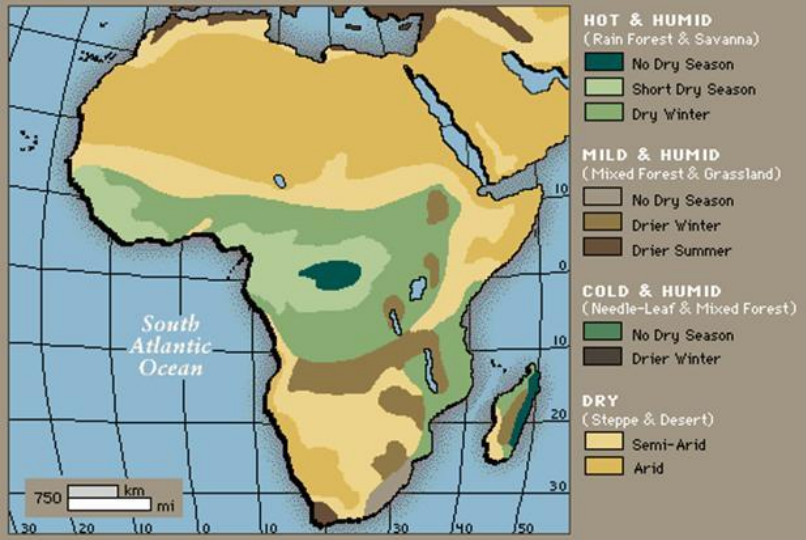 HOT & HUMID
(Rain Forest & Savanna)
No Dry Season
Short Dry Season
Dry Winter
MILD & HUMID
(Mixed Forest & Grassland)
No Dry Season
Drier Winter
Drier Summer
COLD & HUMID
(Needle-Leaf & Mixed Forest)
No Dry Season
Drier Winter
DRY
(Steppe & Desert)
Semi-Arid
Arid
South
Atlantic
Ocean
10
0
10
20
30
750 km
mi
30 20 10 0 10 30 40 50